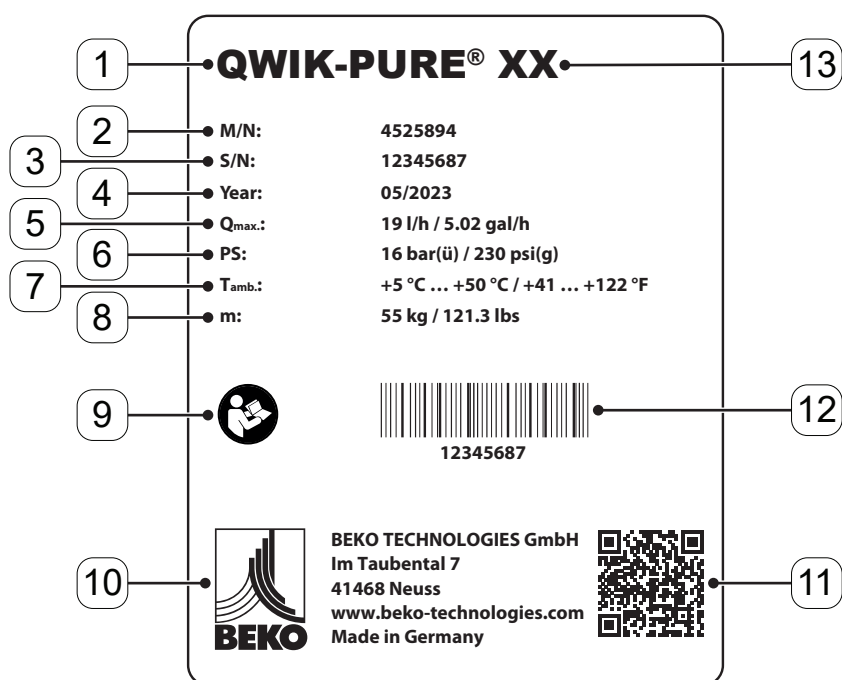 1 QWIK-PURE® XX 13
2 M/N: 4525894
3 S/N: 12345687
4 Year: 05/2023
5 Qmax.: 19 l/h / 5.02 gal/h
6 PS: 16 bar(ü) / 230 psi(g)
7 Tamb.: +5 °C … +50 °C / +41 … +122 °F
8 m: 55 kg / 121.3 lbs
9 12
12345687
10 11
BEKO
BEKO TECHNOLOGIES GmbH
Im Taubental 7
41468 Neuss
www.beko-technologies.com
Made in Germany